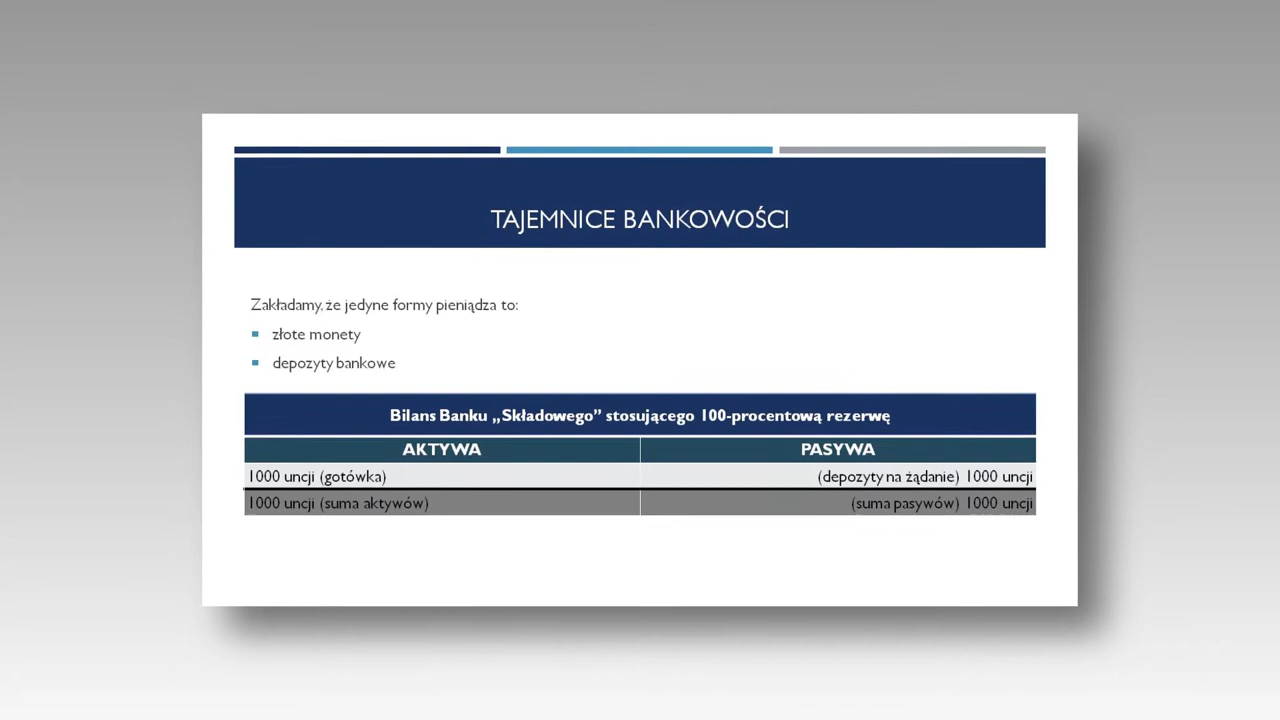 TAJEMNICE BANKOWOŚCI
Zakładamy, że jedyne formy pieniądza to:
złote monety
depozyty bankowe
Bilans Banku „Składowego” stosującego 100-procentową rezerwę
AKTYWA PASYWA
1000 uncji (gotówka) (depozyty na żądanie) 1000 uncji
1000 uncji (suma aktywów) (suma pasywów) 1000 uncji